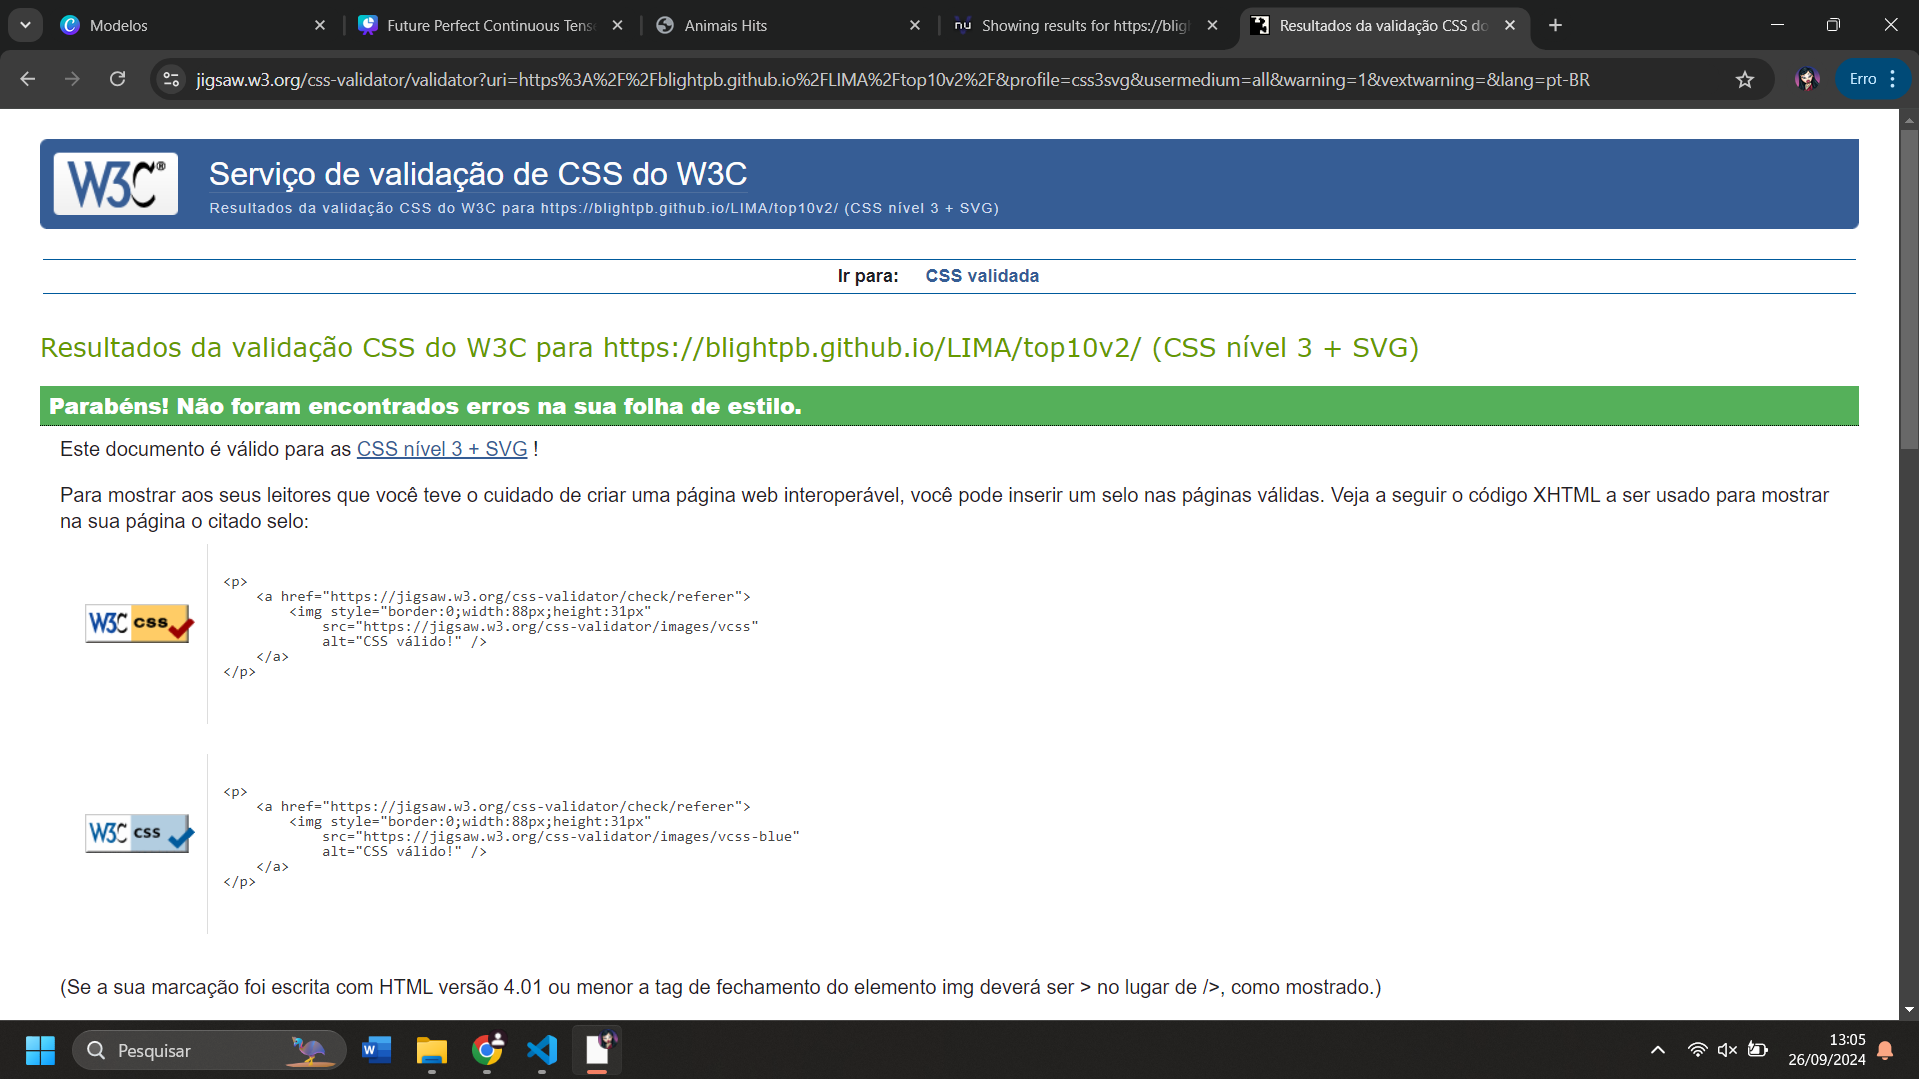 Modelos
Future Perfect Continuous Tens
Animais Hits
Showing results for https://bligh
Resultados da validação CSS do
jigsaw.w3.org/css-validator/validator?uri=https%3A%2F%2Fblightpb.github.io%2FLIMA%2Ftop10v2%2F&profile=css3svg&usermedium=all&warning=1&vextwarning=&lang=pt-BR
Erro
W3C®
Serviço de validação de CSS do W3C
Resultados da validação CSS do W3C para https://blightpb.github.io/LIMA/top10v2/ (CSS nível 3 + SVG)
Ir para: CSS validada
Resultados da validação CSS do W3C para https://blightpb.github.io/LIMA/top10v2/ (CSS nível 3 + SVG)
Parabéns! Não foram encontrados erros na sua folha de estilo.
Este documento é válido para as CSS nível 3 + SVG !
Para mostrar aos seus leitores que você teve o cuidado de criar uma página web interoperável, você pode inserir um selo nas páginas válidas. Veja a seguir o código XHTML a ser usado para mostrar
na sua página o citado selo:
W3C css
<p>
<a href="https://jigsaw.w3.org/css-validator/check/referer">
<img style="border:0;width:88px;height:31px"
src="https://jigsaw.w3.org/css-validator/images/vcss"
alt="CSS válido!" />
</a>
</p>
W3C css
<p>
<a href="https://jigsaw.w3.org/css-validator/check/referer">
<img style="border:0;width:88px;height:31px"
src="https://jigsaw.w3.org/css-validator/images/vcss-blue"
alt="CSS válido!" />
</a>
</p>
(Se a sua marcação foi escrita com HTML versão 4.01 ou menor a tag de fechamento do elemento img deverá ser > no lugar de />, como mostrado.)
Pesquisar
13:05
26/09/2024